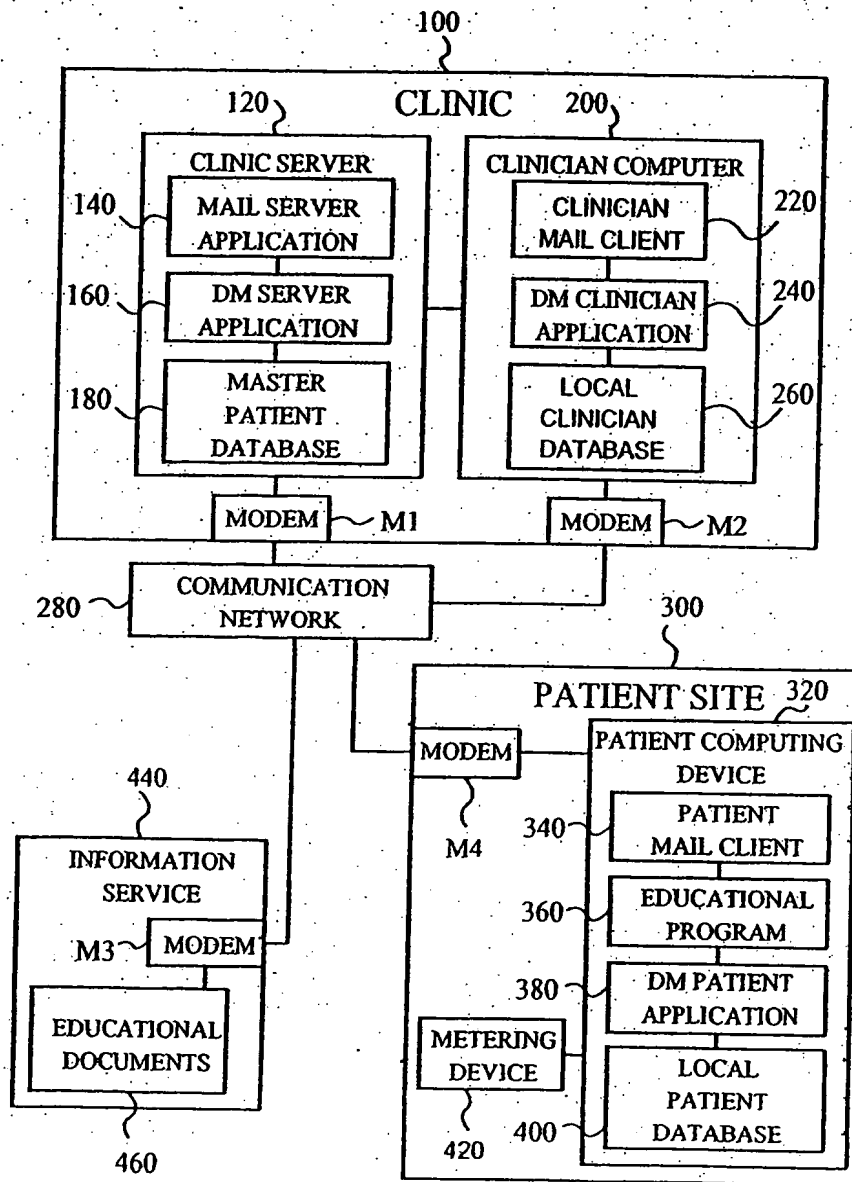 100
CLINIC
120
200
CLINIC SERVER
CLINICIAN COMPUTER
140
MAIL SERVER
APPLICATION
CLINICIAN
MAIL CLIENT
220
160
DM SERVER
APPLICATION
DM CLINICIAN
APPLICATION
240
180
MASTER
PATIENT
DATABASE
LOCAL
CLINICIAN
DATABASE
260
MODEM
M1
MODEM
M2
280
COMMUNICATION
NETWORK
300
PATIENT SITE
320
MODEM
M4
PATIENT COMPUTING
DEVICE
340
PATIENT
MAIL CLIENT
360
EDUCATIONAL
PROGRAM
380
DM PATIENT
APPLICATION
METERING
DEVICE
420
400
LOCAL
PATIENT
DATABASE
440
INFORMATION
SERVICE
M3
MODEM
EDUCATIONAL
DOCUMENTS
460